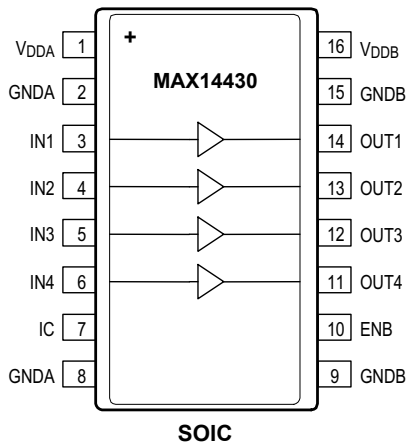 +
MAX14430
VDDA 1 16 VDDB
GNDA 2 15 GNDB
IN1 3 14 OUT1
IN2 4 13 OUT2
IN3 5 12 OUT3
IN4 6 11 OUT4
IC 7 10 ENB
GNDA 8 9 GNDB
SOIC